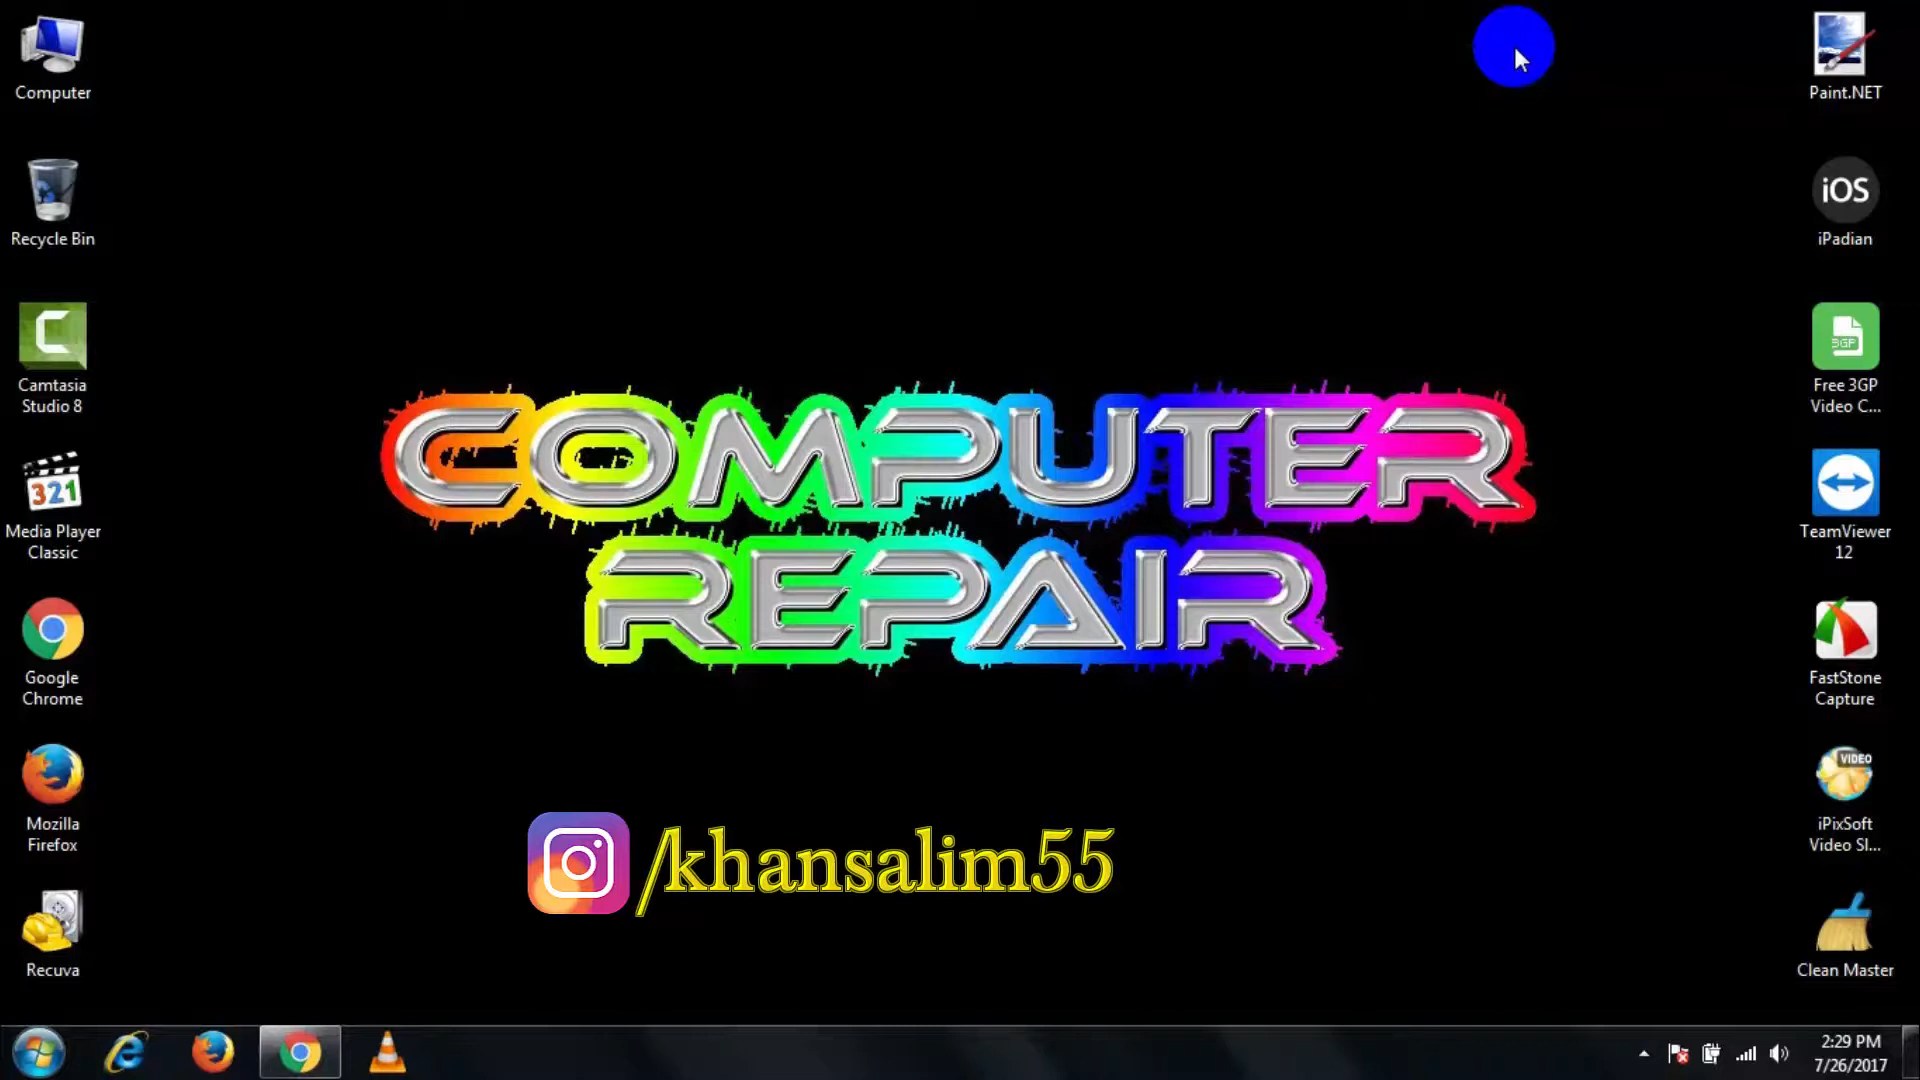 Computer
Recycle Bin
Camtasia
Studio 8
321
Media Player
Classic
Google
Chrome
Mozilla
Firefox
Recuva
COMPUTER
REPAIR
/khansalim55
Paint.NET
iOS
iPadian
3GP
Free 3GP
Video C...
TeamViewer
12
FastStone
Capture
VIDEO
iPixSoft
Video Sl...
Clean Master
2:29 PM
7/26/2017